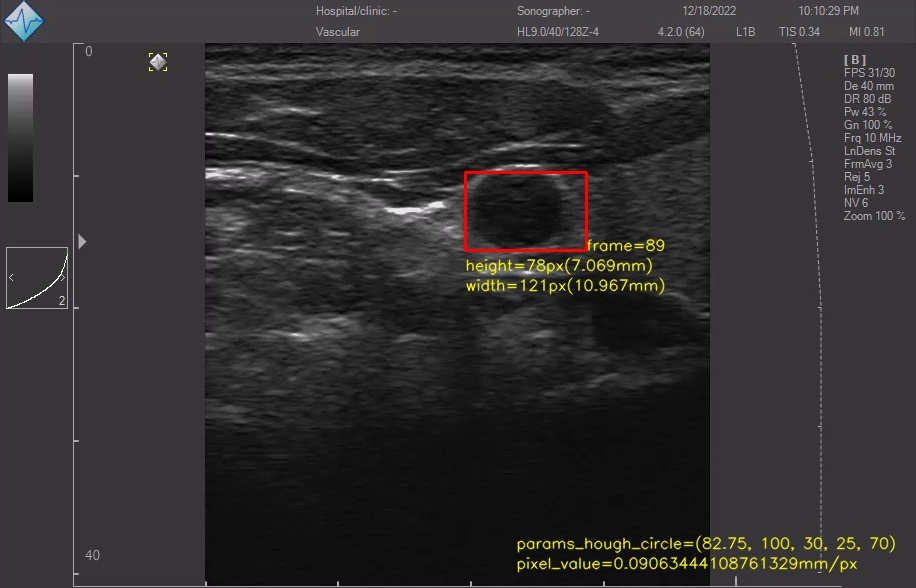 Hospital/clinic: - Sonographer: - 12/18/2022 10:10:29 PM
Vascular HL9.0/40/128Z-4 4.2.0 (64) L1B TIS 0.34 MI 0.81
0
[ B ]
FPS 31/30
De 40 mm
DR 80 dB
Pw 43 %
Gn 100 %
Frq 10 MHz
LnDens St
FrmAvg 3
Rej 5
ImEnh 3
NV 6
Zoom 100 %
frame=89
height=78px(7.069mm)
width=121px(10.967mm)
2
params_hough_circle=(82.75, 100, 30, 25, 70)
40
pixel_value=0.09063444108761329mm/px